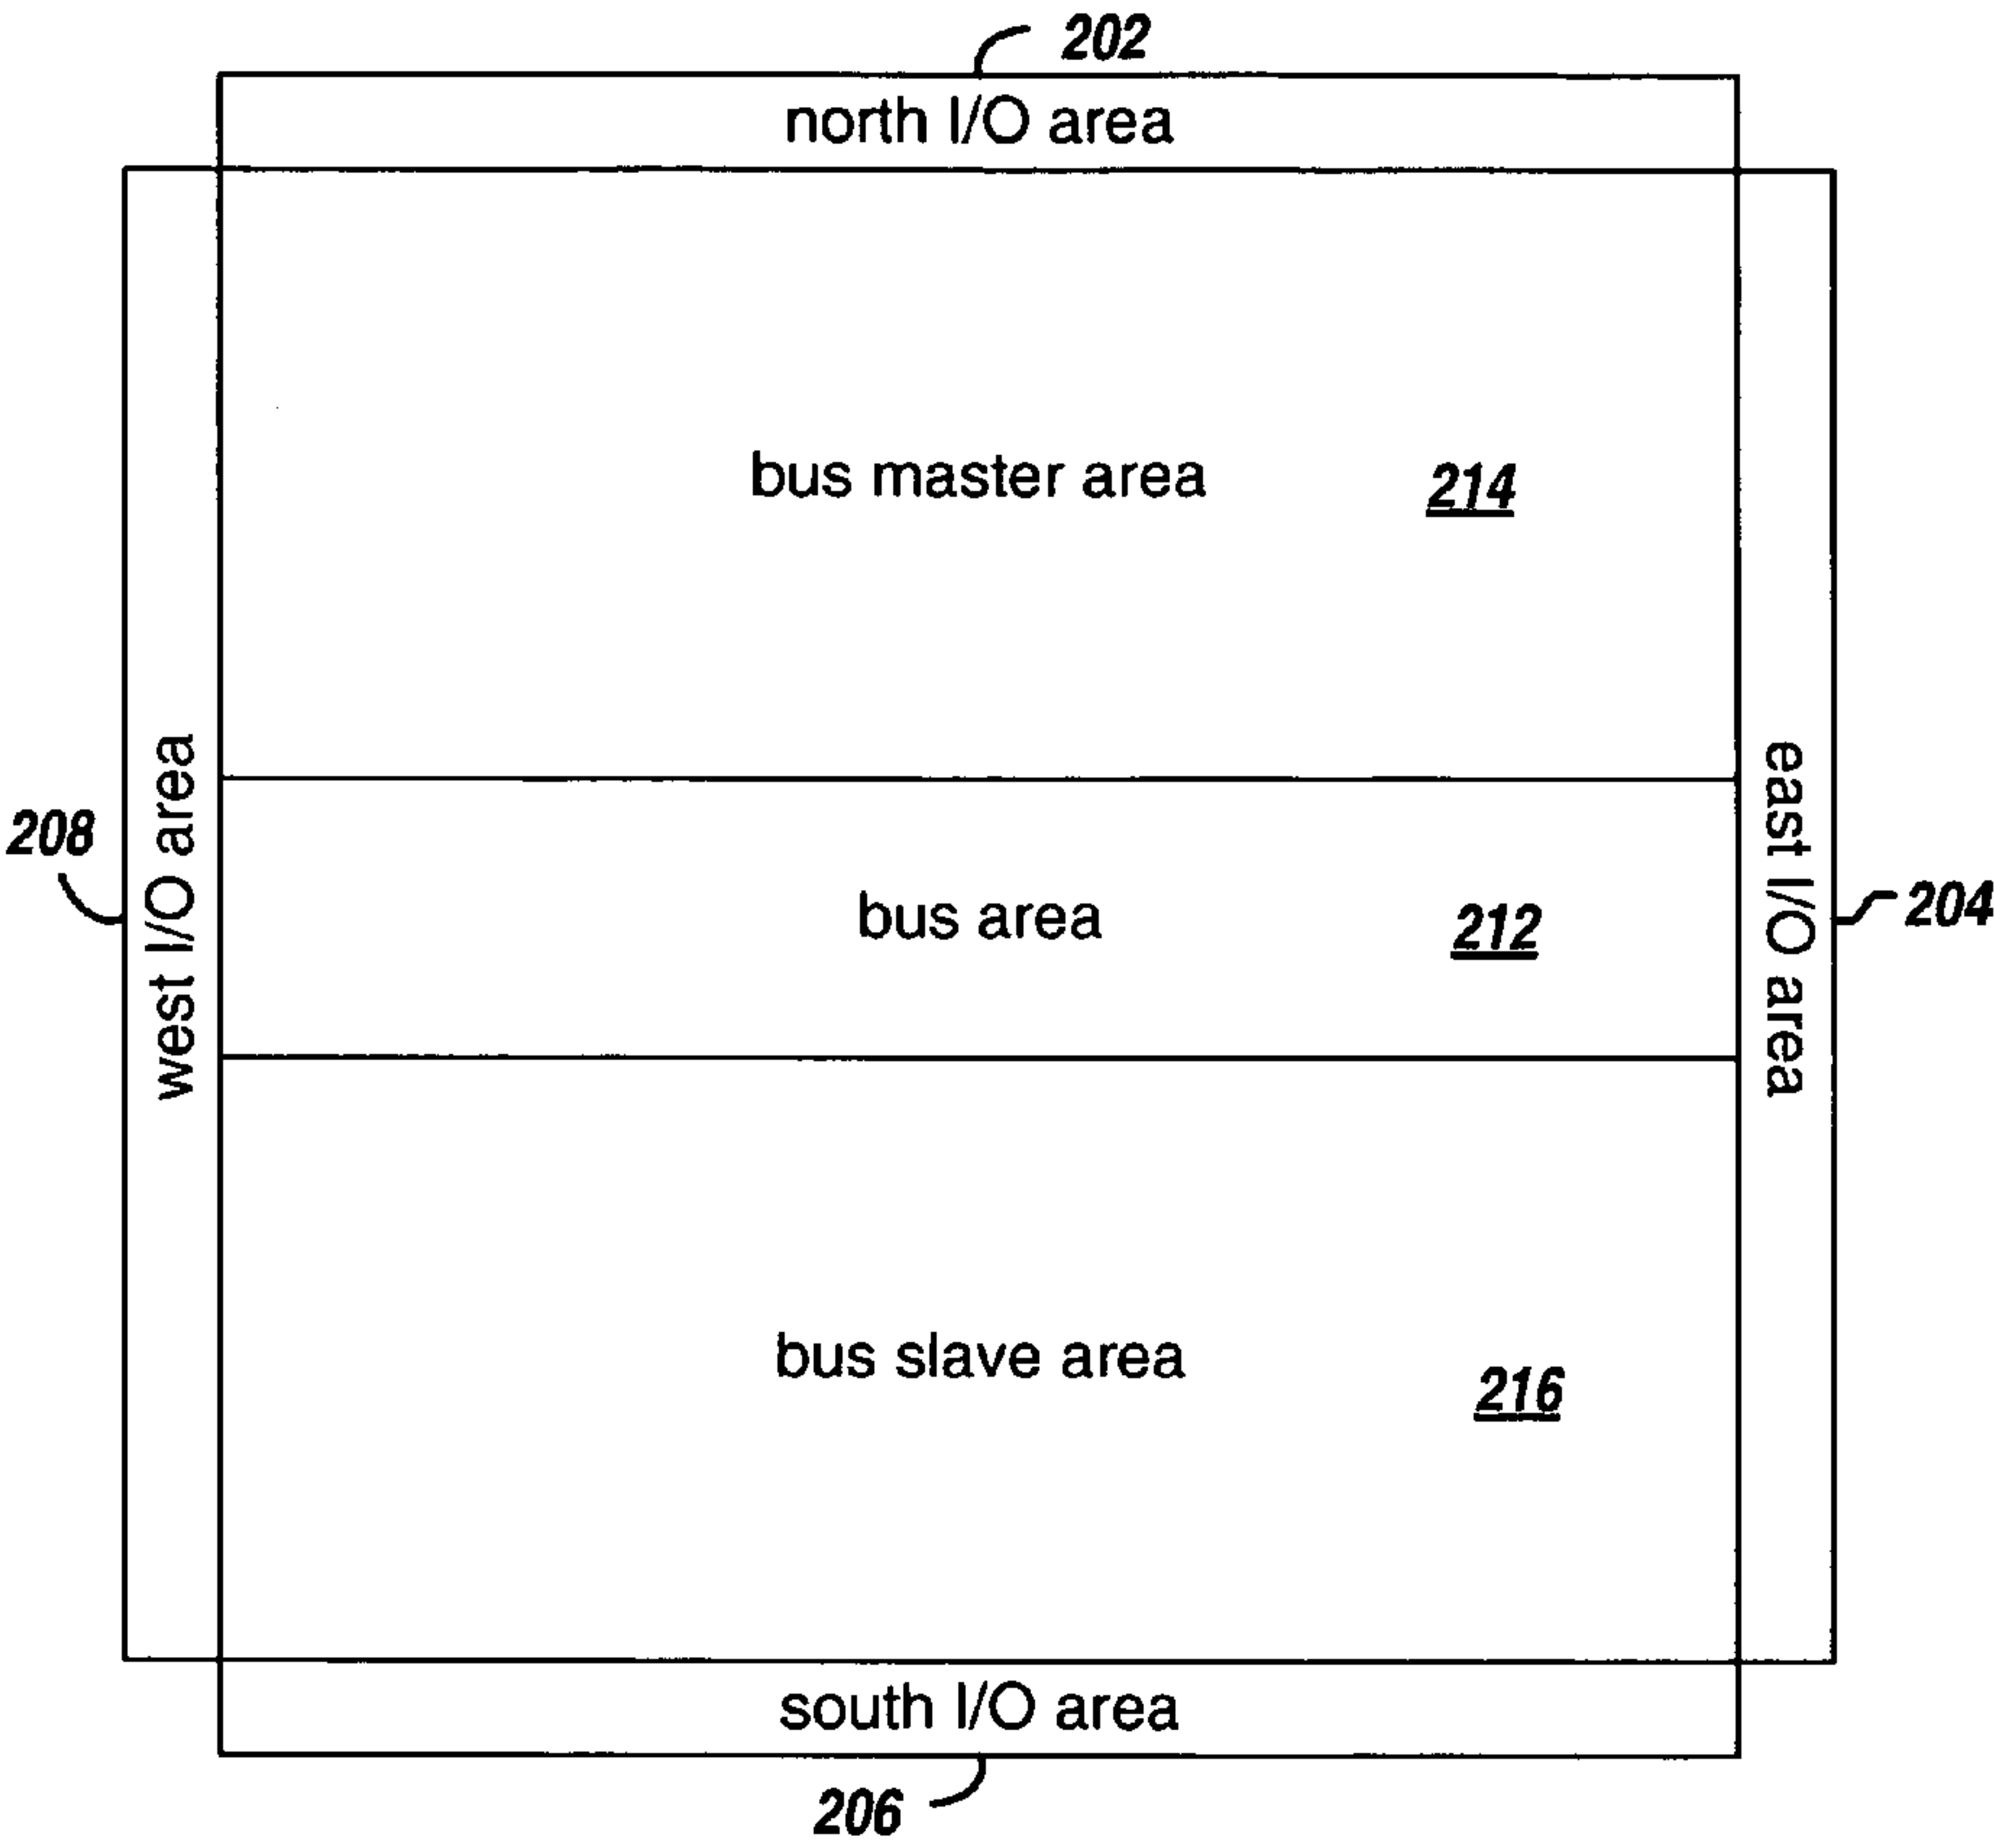 202
north I/O area
bus master area
214
west I/O area
208
east I/O area
204
bus area
212
bus slave area
216
south I/O area
206